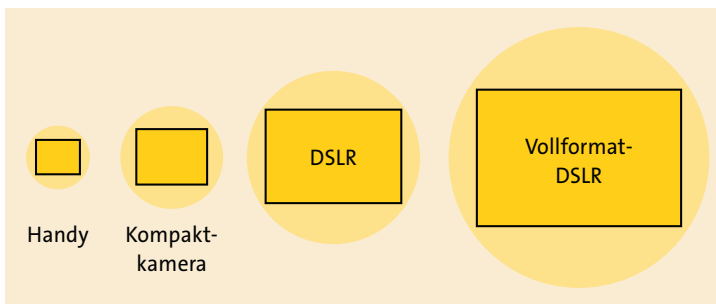 Handy
Kompakt-
kamera
DSLR
Vollformat-
DSLR